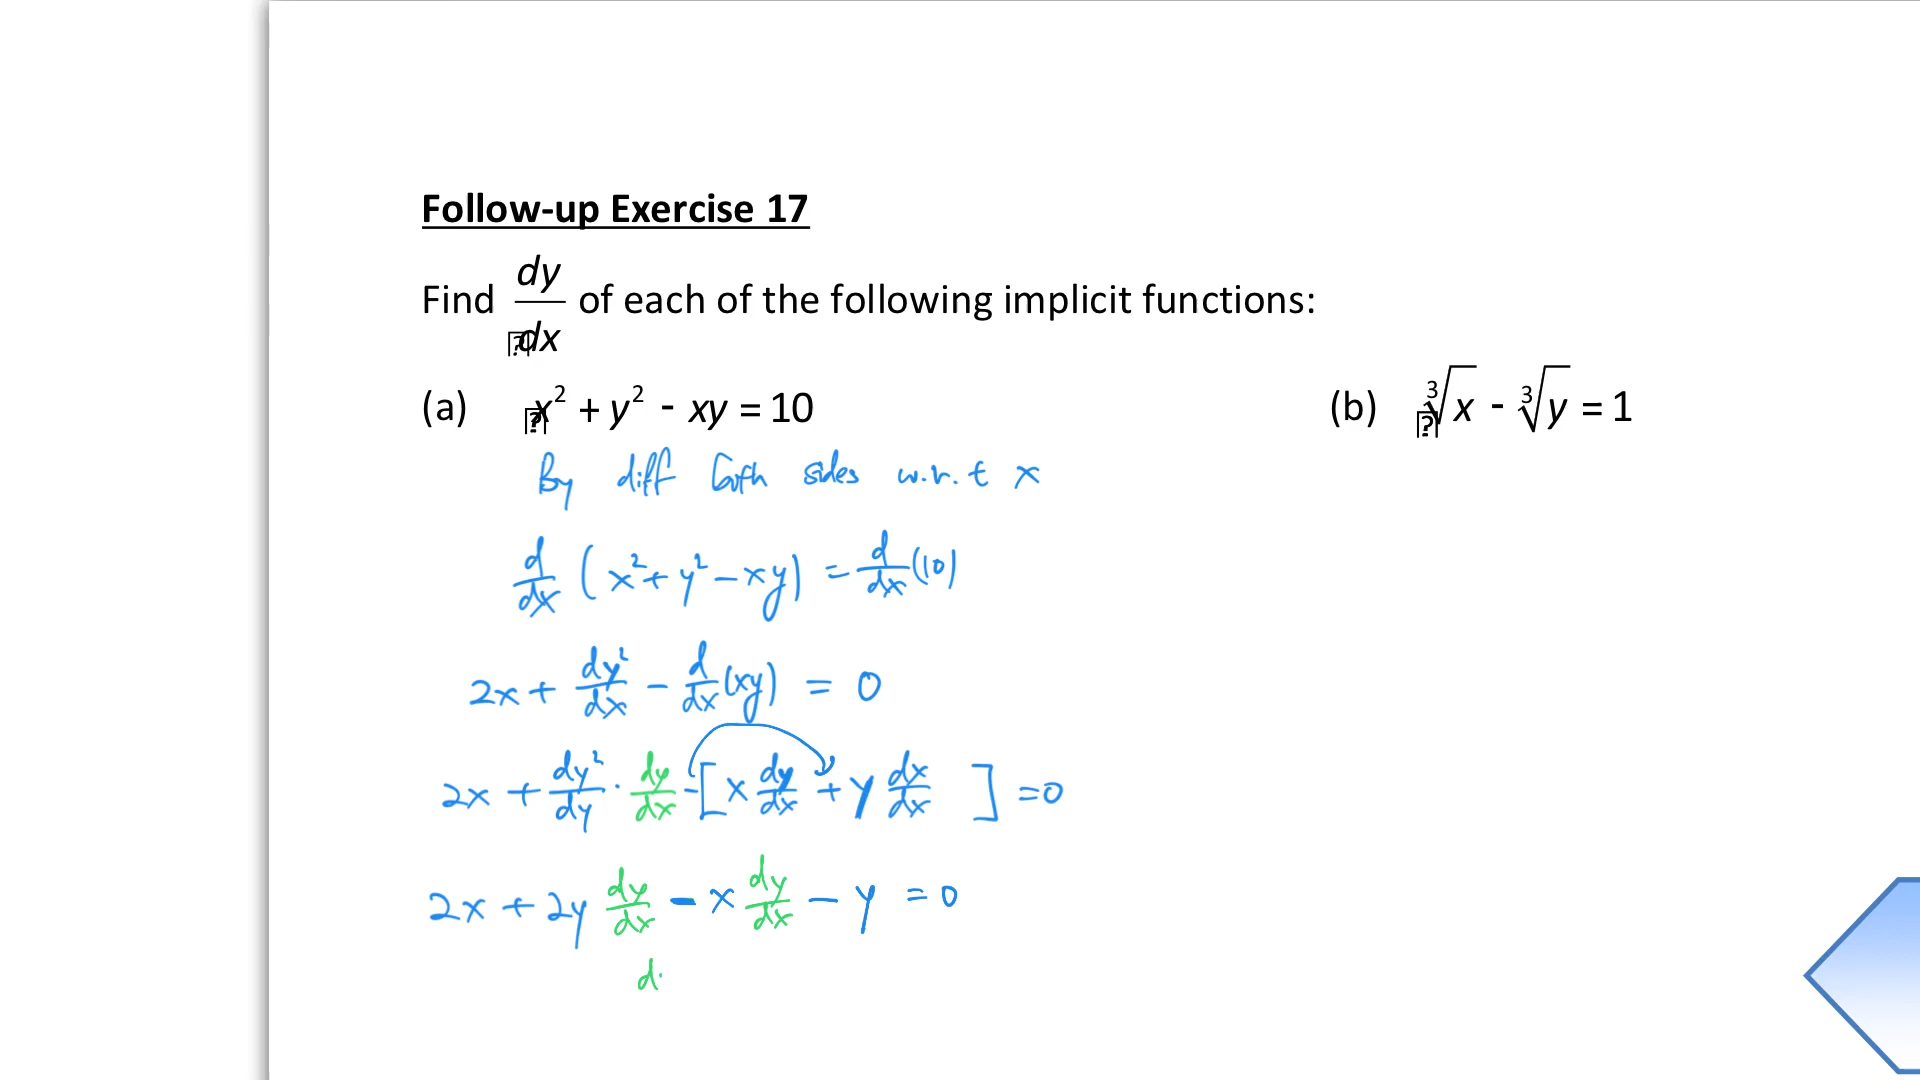 Follow-up Exercise 17
Find dy/dx of each of the following implicit functions:
(a) x² + y² - xy = 10 (b) ∛x - ∛y = 1
By diff both sides w.r.t x
d/dx (x² + y² - xy) = d/dx (10)
2x + dy²/dx - d/dx (xy) = 0
2x + dy²/dy · dy/dx - [x dy/dx + y dx/dx] = 0
2x + 2y dy/dx - x dy/dx - y = 0
d